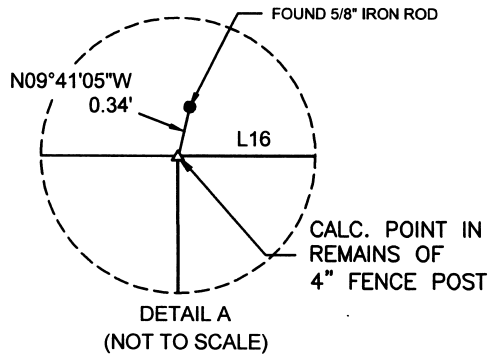 FOUND 5/8" IRON ROD
N09°41'05"W
0.34'
L16
CALC. POINT IN
REMAINS OF
4" FENCE POST
DETAIL A
(NOT TO SCALE)